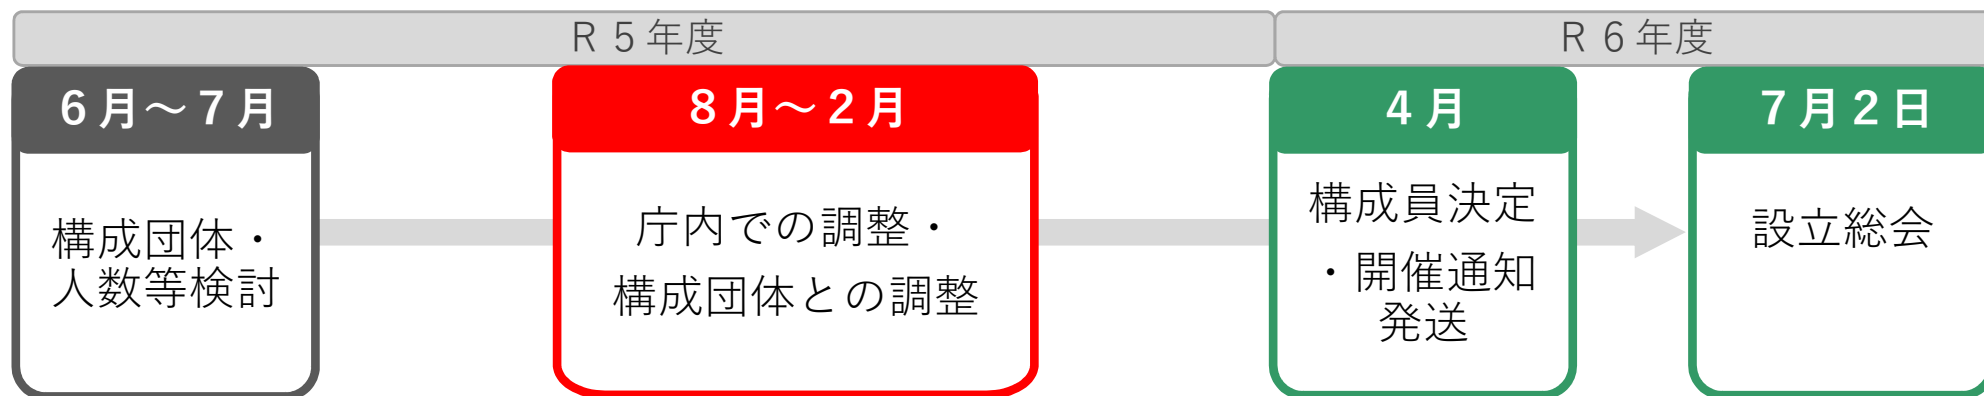 R5年度
R6年度
6月～7月
構成団体・
人数等検討
8月～2月
庁内での調整・
構成団体との調整
4月
構成員決定
・開催通知
発送
7月2日
設立総会